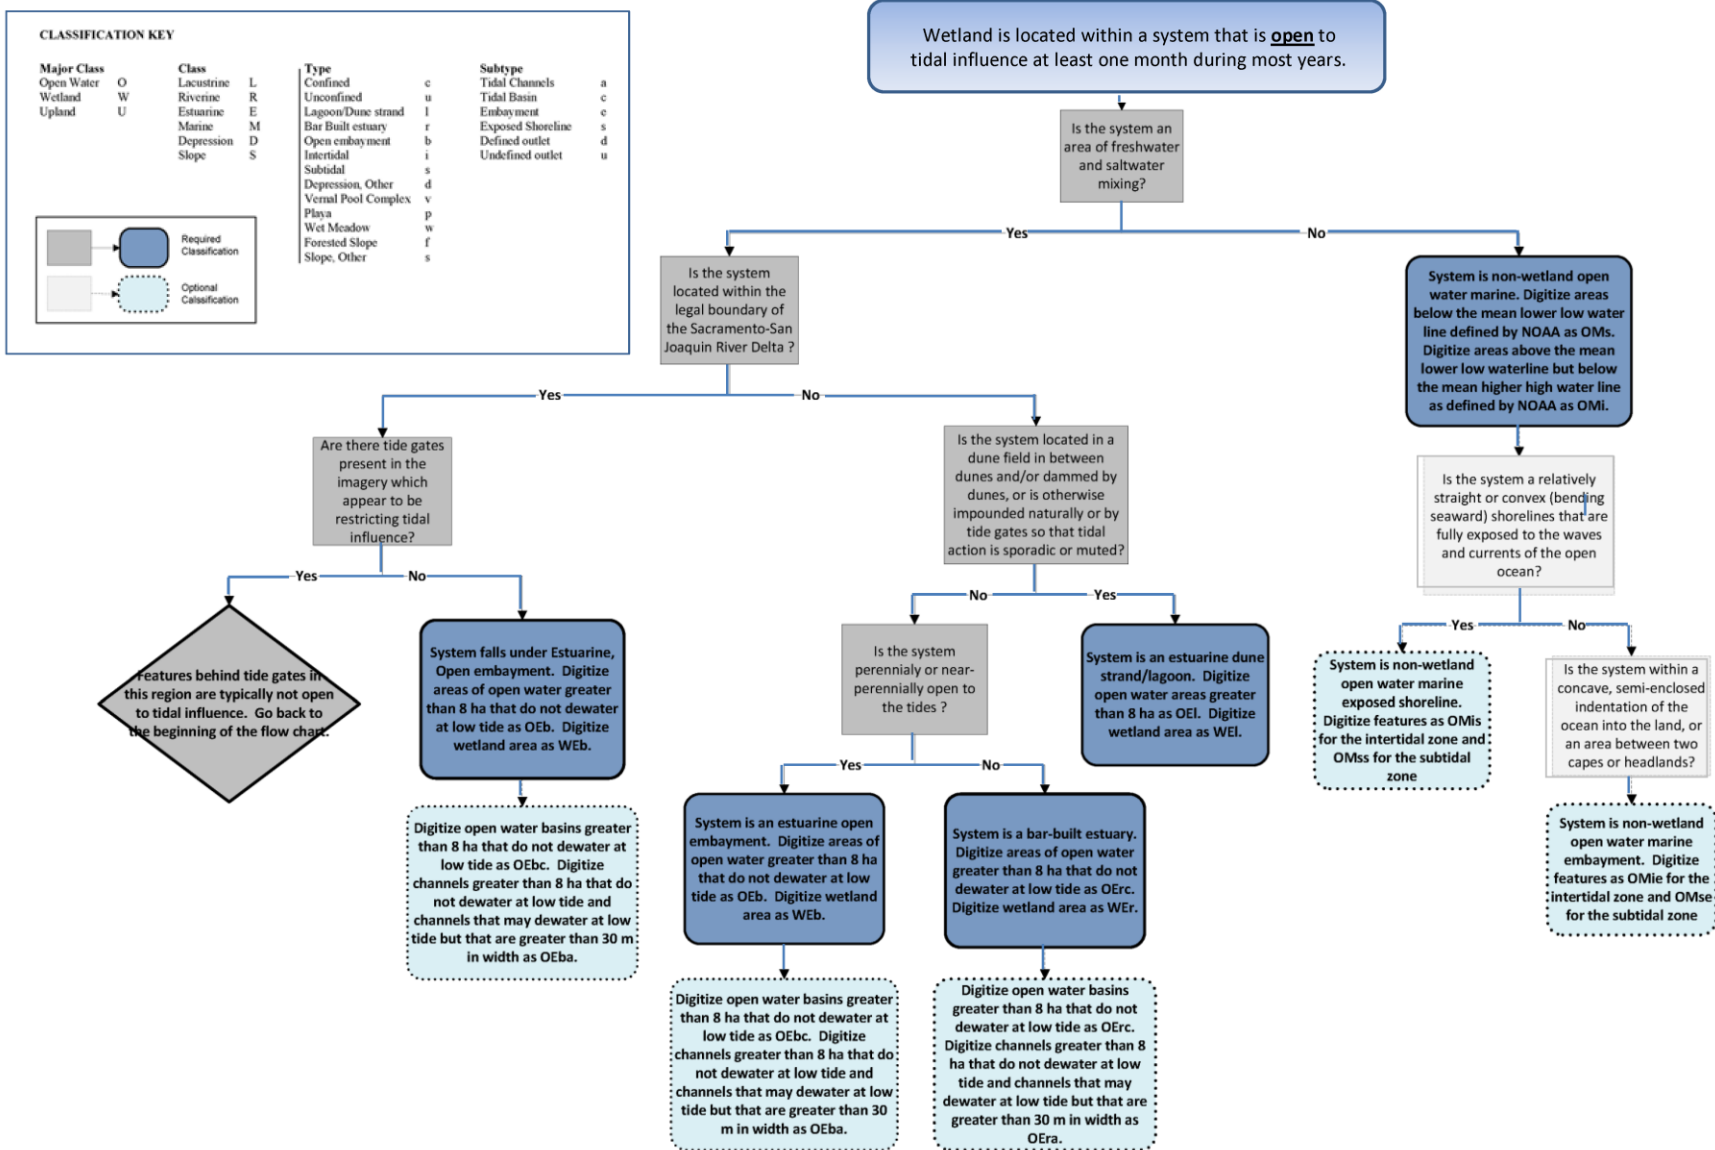 CLASSIFICATION KEY
Major Class
Open Water O
Wetland W
Upland U
Class
Lacustrine L
Riverine R
Estuarine E
Marine M
Depression D
Slope S
Type
Confined c
Unconfined u
Lagoon/Dune strand l
Bar Built estuary r
Open embayment b
Intertidal i
Subtidal s
Depression, Other d
Vernal Pool Complex v
Playa p
Wet Meadow w
Forested Slope f
Slope, Other s
Subtype
Tidal Channels a
Tidal Basin c
Embayment e
Exposed Shoreline s
Defined outlet d
Undefined outlet u
Required
Classification
Optional
Calssification
Wetland is located within a system that is open to
tidal influence at least one month during most years.
Is the system an
area of freshwater
and saltwater
mixing?
Yes
No
Is the system
located within the
legal boundary of
the Sacramento-San
Joaquin River Delta ?
System is non-wetland open
water marine. Digitize areas
below the mean lower low water
line defined by NOAA as OMs.
Digitize areas above the mean
lower low waterline but below
the mean higher high water line
as defined by NOAA as OMi.
Yes
No
Are there tide gates
present in the
imagery which
appear to be
restricting tidal
influence?
Is the system located in a
dune field in between
dunes and/or dammed by
dunes, or is otherwise
impounded naturally or by
tide gates so that tidal
action is sporadic or muted?
Is the system a relatively
straight or convex (bending
seaward) shorelines that are
fully exposed to the waves
and currents of the open
ocean?
Yes
No
No
Yes
Yes
No
Features behind tide gates in
this region are typically not open
to tidal influence. Go back to
the beginning of the flow chart.
System falls under Estuarine,
Open embayment. Digitize
areas of open water greater
than 8 ha that do not dewater
at low tide as OEb. Digitize
wetland area as WEb.
Is the system
perennialy or near-
perennially open to
the tides ?
System is an estuarine dune
strand/lagoon. Digitize
open water areas greater
than 8 ha as OEl. Digitize
wetland area as WEl.
System is non-wetland
open water marine
exposed shoreline.
Digitize features as OMis
for the intertidal zone and
OMss for the subtidal
zone
Is the system within a
concave, semi-enclosed
indentation of the
ocean into the land, or
an area between two
capes or headlands?
Yes
No
Digitize open water basins greater
than 8 ha that do not dewater at
low tide as OEbc. Digitize
channels greater than 8 ha that do
not dewater at low tide and
channels that may dewater at low
tide but that are greater than 30 m
in width as OEba.
System is an estuarine open
embayment. Digitize areas of
open water greater than 8 ha
that do not dewater at low
tide as OEb. Digitize wetland
area as WEb.
System is a bar-built estuary.
Digitize areas of open water
greater than 8 ha that do not
dewater at low tide as OErc.
Digitize wetland area as WEr.
System is non-wetland
open water marine
embayment. Digitize
features as OMie for the
intertidal zone and OMse
for the subtidal zone
Digitize open water basins greater
than 8 ha that do not dewater at
low tide as OEbc. Digitize
channels greater than 8 ha that do
not dewater at low tide and
channels that may dewater at low
tide but that are greater than 30
m in width as OEba.
Digitize open water basins
greater than 8 ha that do not
dewater at low tide as OErc.
Digitize channels greater than 8
ha that do not dewater at low
tide and channels that may
dewater at low tide but that are
greater than 30 m in width as
OEra.